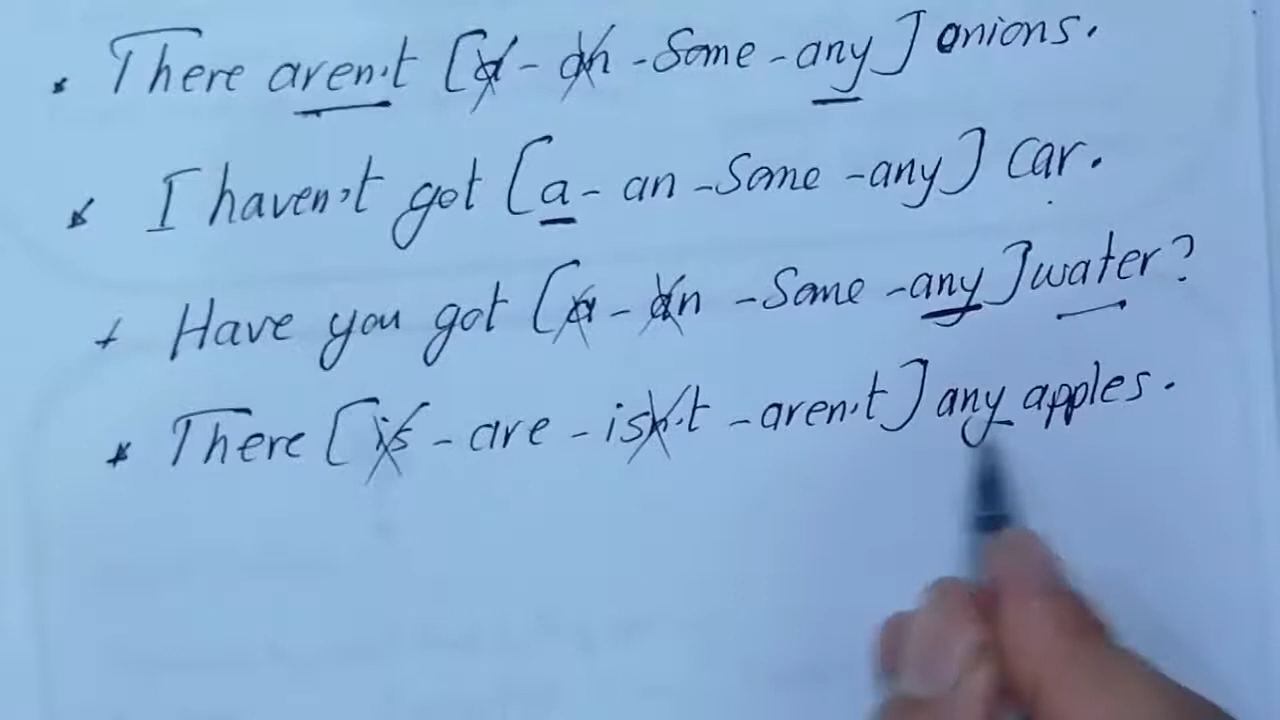 There aren't [a - an - Some - any] onions.
I haven't got [a - an - Some - any] Car.
Have you got [a - an - Some - any] water?
There [is - are - isn't - aren't] any apples.